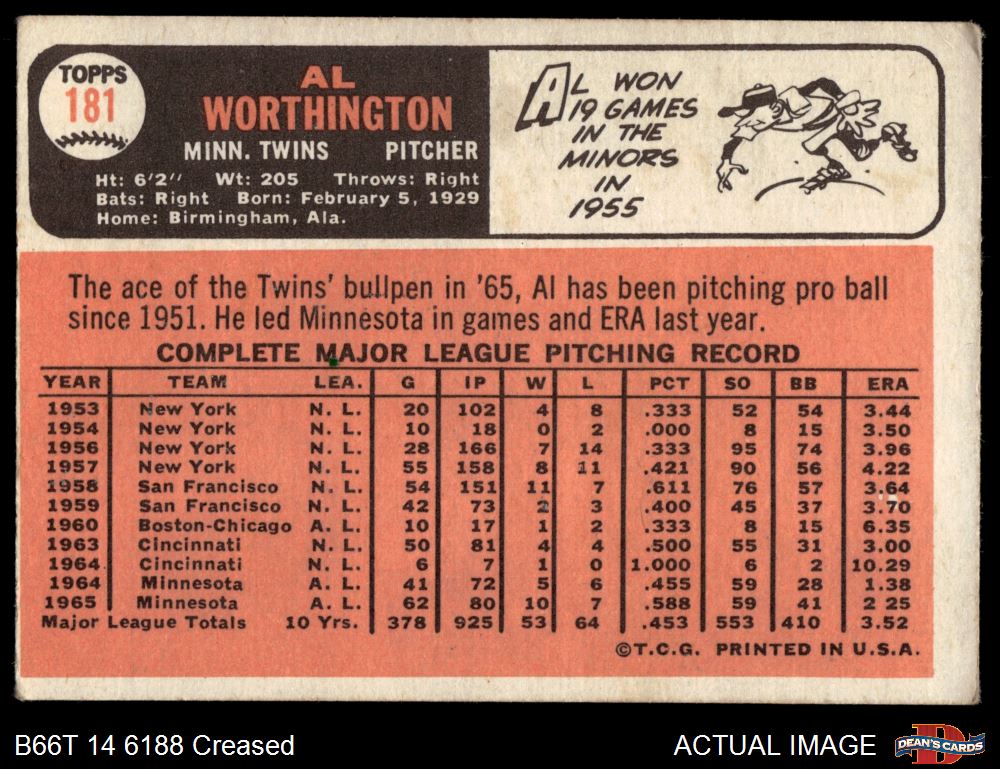 TOPPS
181
AL
WORTHINGTON
MINN. TWINS PITCHER
Ht: 6'2" Wt: 205 Throws: Right
Bats: Right Born: February 5, 1929
Home: Birmingham, Ala.
AL WON
19 GAMES
IN THE
MINORS
IN
1955
The ace of the Twins' bullpen in '65, Al has been pitching pro ball
since 1951. He led Minnesota in games and ERA last year.
COMPLETE MAJOR LEAGUE PITCHING RECORD
YEAR TEAM LEA. G IP W L PCT SO BB ERA
1953 New York N. L. 20 102 4 8 .333 52 54 3.44
1954 New York N. L. 10 18 0 2 .000 8 15 3.50
1956 New York N. L. 28 166 7 14 .333 95 74 3.96
1957 New York N. L. 55 158 8 11 .421 90 56 4.22
1958 San Francisco N. L. 54 151 11 7 .611 76 57 3.64
1959 San Francisco N. L. 42 73 2 3 .400 45 37 3.70
1960 Boston-Chicago A. L. 10 17 1 2 .333 8 15 6.35
1963 Cincinnati N. L. 50 81 4 4 .500 55 31 3.00
1964 Cincinnati N. L. 6 7 1 0 1.000 6 2 10.29
1964 Minnesota A. L. 41 72 5 6 .455 59 28 1.38
1965 Minnesota A. L. 62 80 10 7 .588 59 41 2 25
Major League Totals 10 Yrs. 378 925 53 64 .453 553 410 3.52
©T.C.G. PRINTED IN U.S.A.
B66T 14 6188 Creased
ACTUAL IMAGE
DEAN'S CARDS